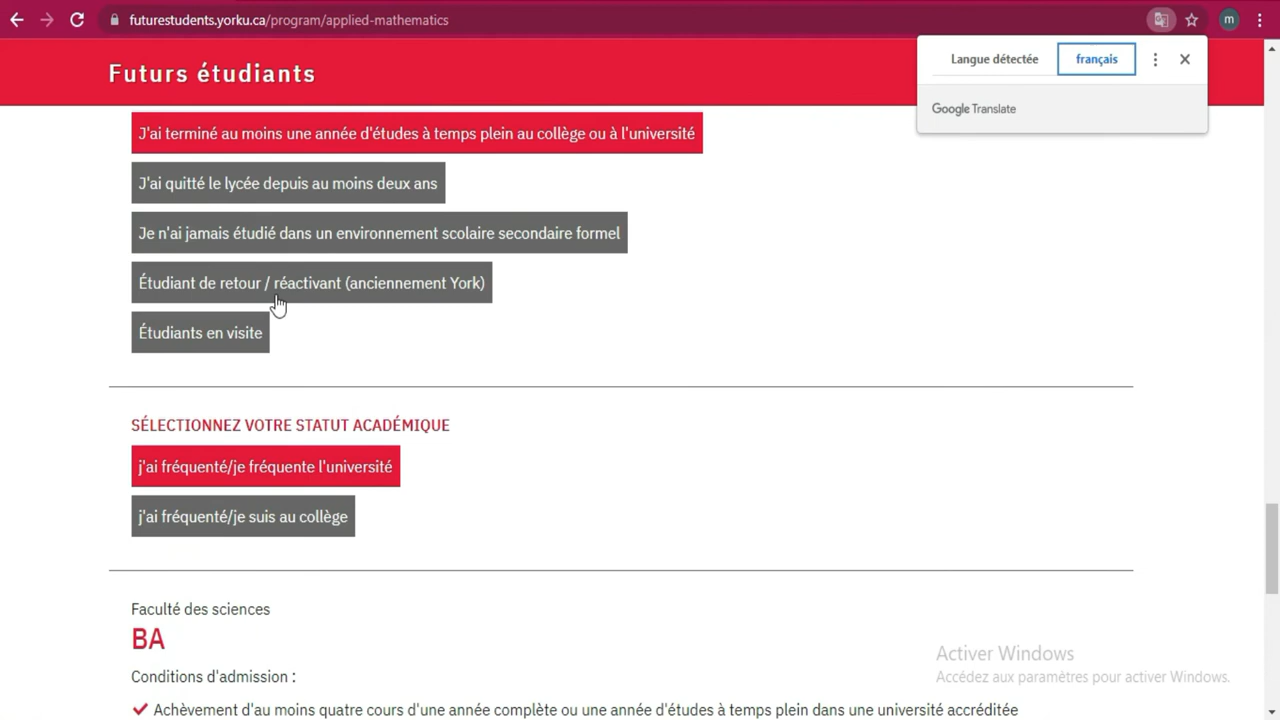 futurestudents.yorku.ca/program/applied-mathematics
m
Langue détectée
français
Google Translate
Futurs étudiants
J'ai terminé au moins une année d'études à temps plein au collège ou à l'université
J'ai quitté le lycée depuis au moins deux ans
Je n'ai jamais étudié dans un environnement scolaire secondaire formel
Étudiant de retour / réactivant (anciennement York)
Étudiants en visite
SÉLECTIONNEZ VOTRE STATUT ACADÉMIQUE
j'ai fréquenté/je fréquente l'université
j'ai fréquenté/je suis au collège
Faculté des sciences
BA
Conditions d'admission :
Achèvement d'au moins quatre cours d'une année complète ou une année d'études à temps plein dans une université accréditée
Activer Windows
Accédez aux paramètres pour activer Windows.